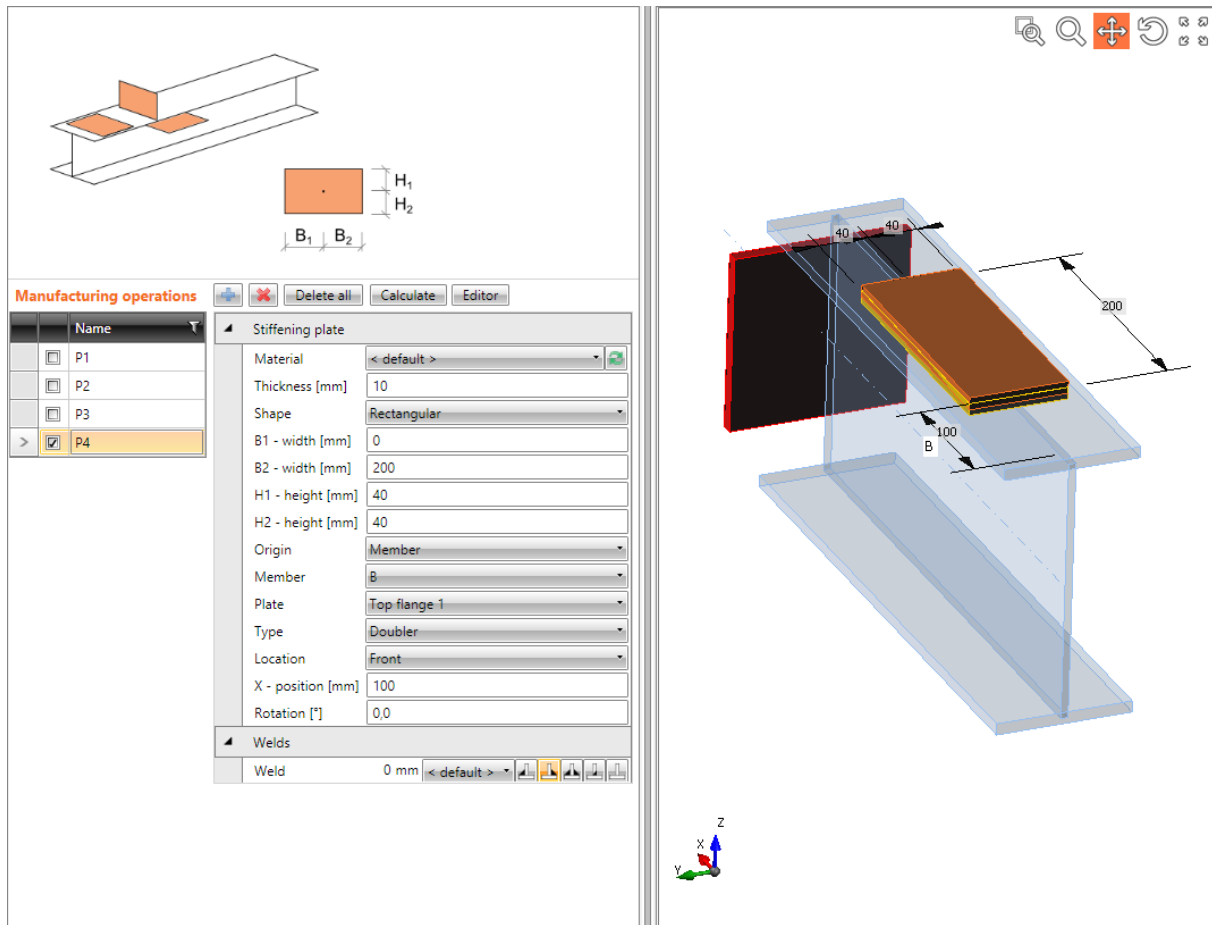 H1
H2
B1 B2
Manufacturing operations Delete all Calculate Editor
Name
P1
P2
P3
> P4
Stiffening plate
Material < default >
Thickness [mm] 10
Shape Rectangular
B1 - width [mm] 0
B2 - width [mm] 200
H1 - height [mm] 40
H2 - height [mm] 40
Origin Member
Member B
Plate Top flange 1
Type Doubler
Location Front
X - position [mm] 100
Rotation [°] 0,0
Welds
Weld 0 mm < default >
40 40
200
100
B
Z
X
Y